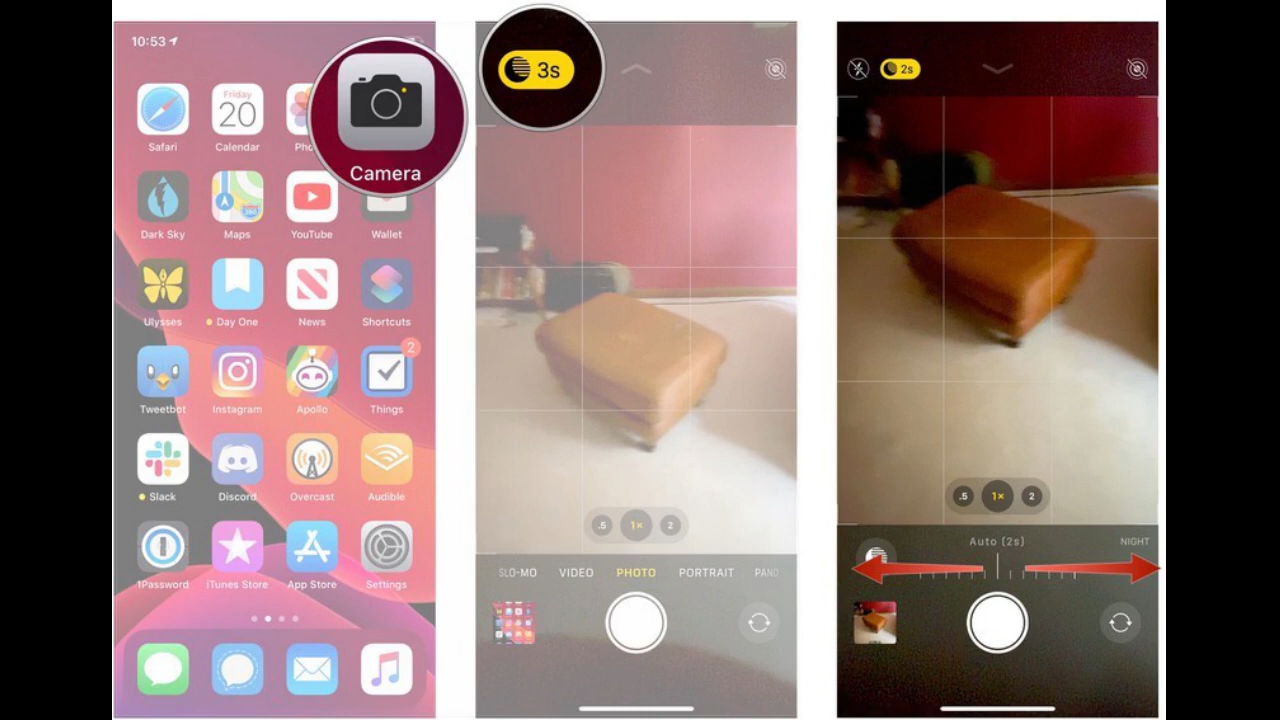 10:53
Friday
20
Safari
Calendar
Camera
Dark Sky
Maps
YouTube
Wallet
Ulysses
Day One
News
Shortcuts
2
Tweetbot
Instagram
Apollo
Things
Slack
Discord
Overcast
Audible
1Password
iTunes Store
App Store
Settings
3s
.5 1× 2
SLO-MO VIDEO PHOTO PORTRAIT PANO
2s
.5 1× 2
Auto (2s) NIGHT